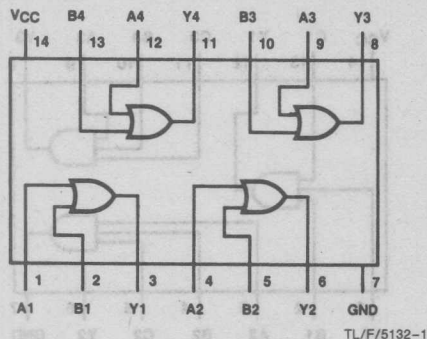 VCC B4 A4 Y4 B3 A3 Y3
14 13 12 11 10 9 8
1 2 3 4 5 6 7
A1 B1 Y1 A2 B2 Y2 GND
TL/F/5132-1